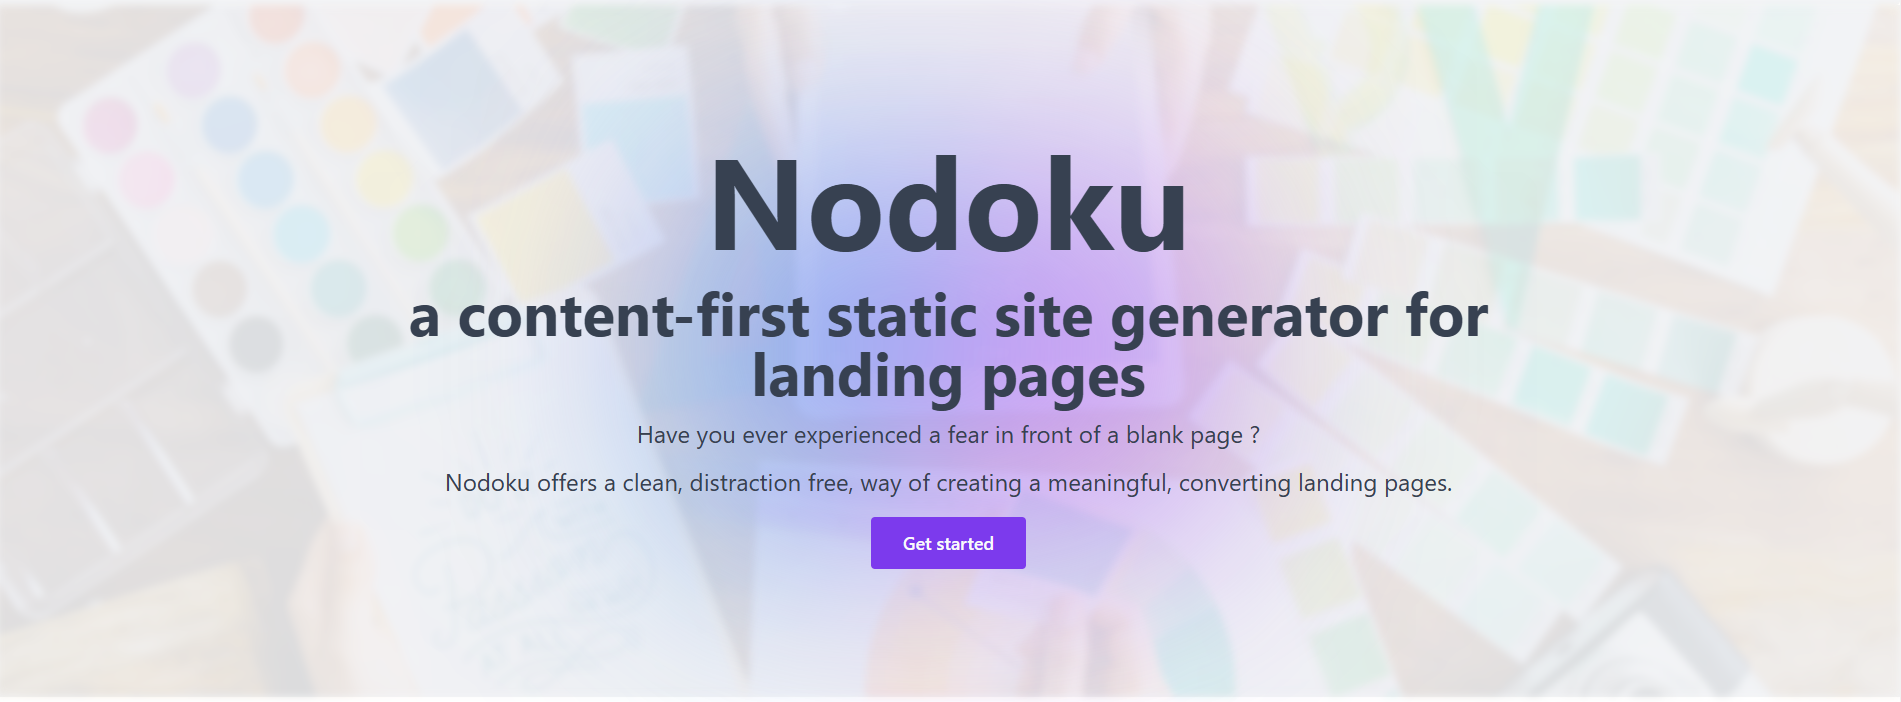 Nodoku
a content-first static site generator for
landing pages
Have you ever experienced a fear in front of a blank page ?
Nodoku offers a clean, distraction free, way of creating a meaningful, converting landing pages.
Get started